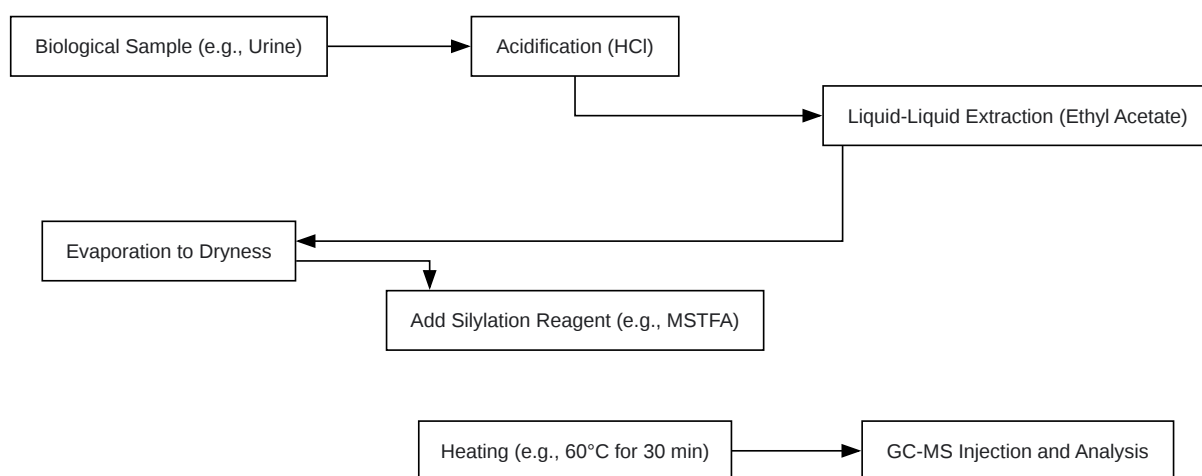 Biological Sample (e.g., Urine)
Acidification (HCl)
Liquid-Liquid Extraction (Ethyl Acetate)
Evaporation to Dryness
Add Silylation Reagent (e.g., MSTFA)
Heating (e.g., 60°C for 30 min)
GC-MS Injection and Analysis